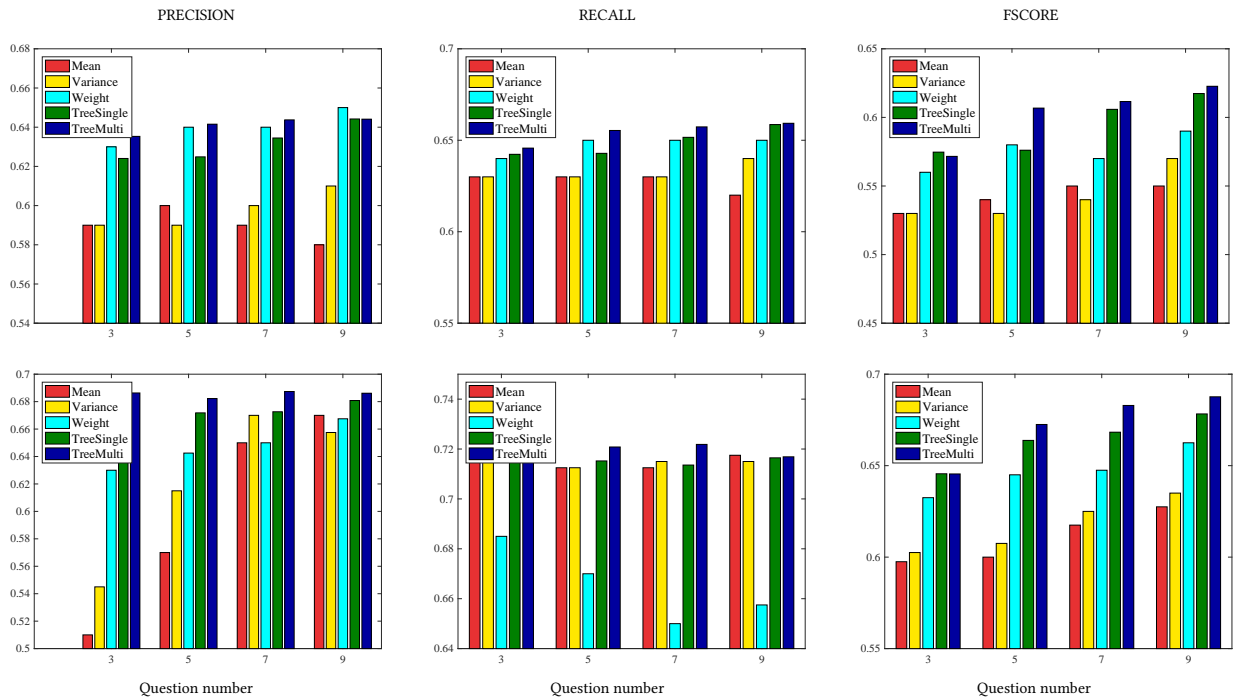 PRECISION
RECALL
FSCORE
0.68
0.66
0.64
0.62
0.6
0.58
0.56
0.54
Mean
Variance
Weight
TreeSingle
TreeMulti
3 5 7 9
0.7
0.65
0.6
0.55
Mean
Variance
Weight
TreeSingle
TreeMulti
3 5 7 9
0.65
0.6
0.55
0.5
0.45
Mean
Variance
Weight
TreeSingle
TreeMulti
3 5 7 9
0.7
0.68
0.66
0.64
0.62
0.6
0.58
0.56
0.54
0.52
0.5
Mean
Variance
Weight
TreeSingle
TreeMulti
3 5 7 9
Question number
0.74
0.72
0.7
0.68
0.66
0.64
Mean
Variance
Weight
TreeSingle
TreeMulti
3 5 7 9
Question number
0.7
0.65
0.6
0.55
Mean
Variance
Weight
TreeSingle
TreeMulti
3 5 7 9
Question number